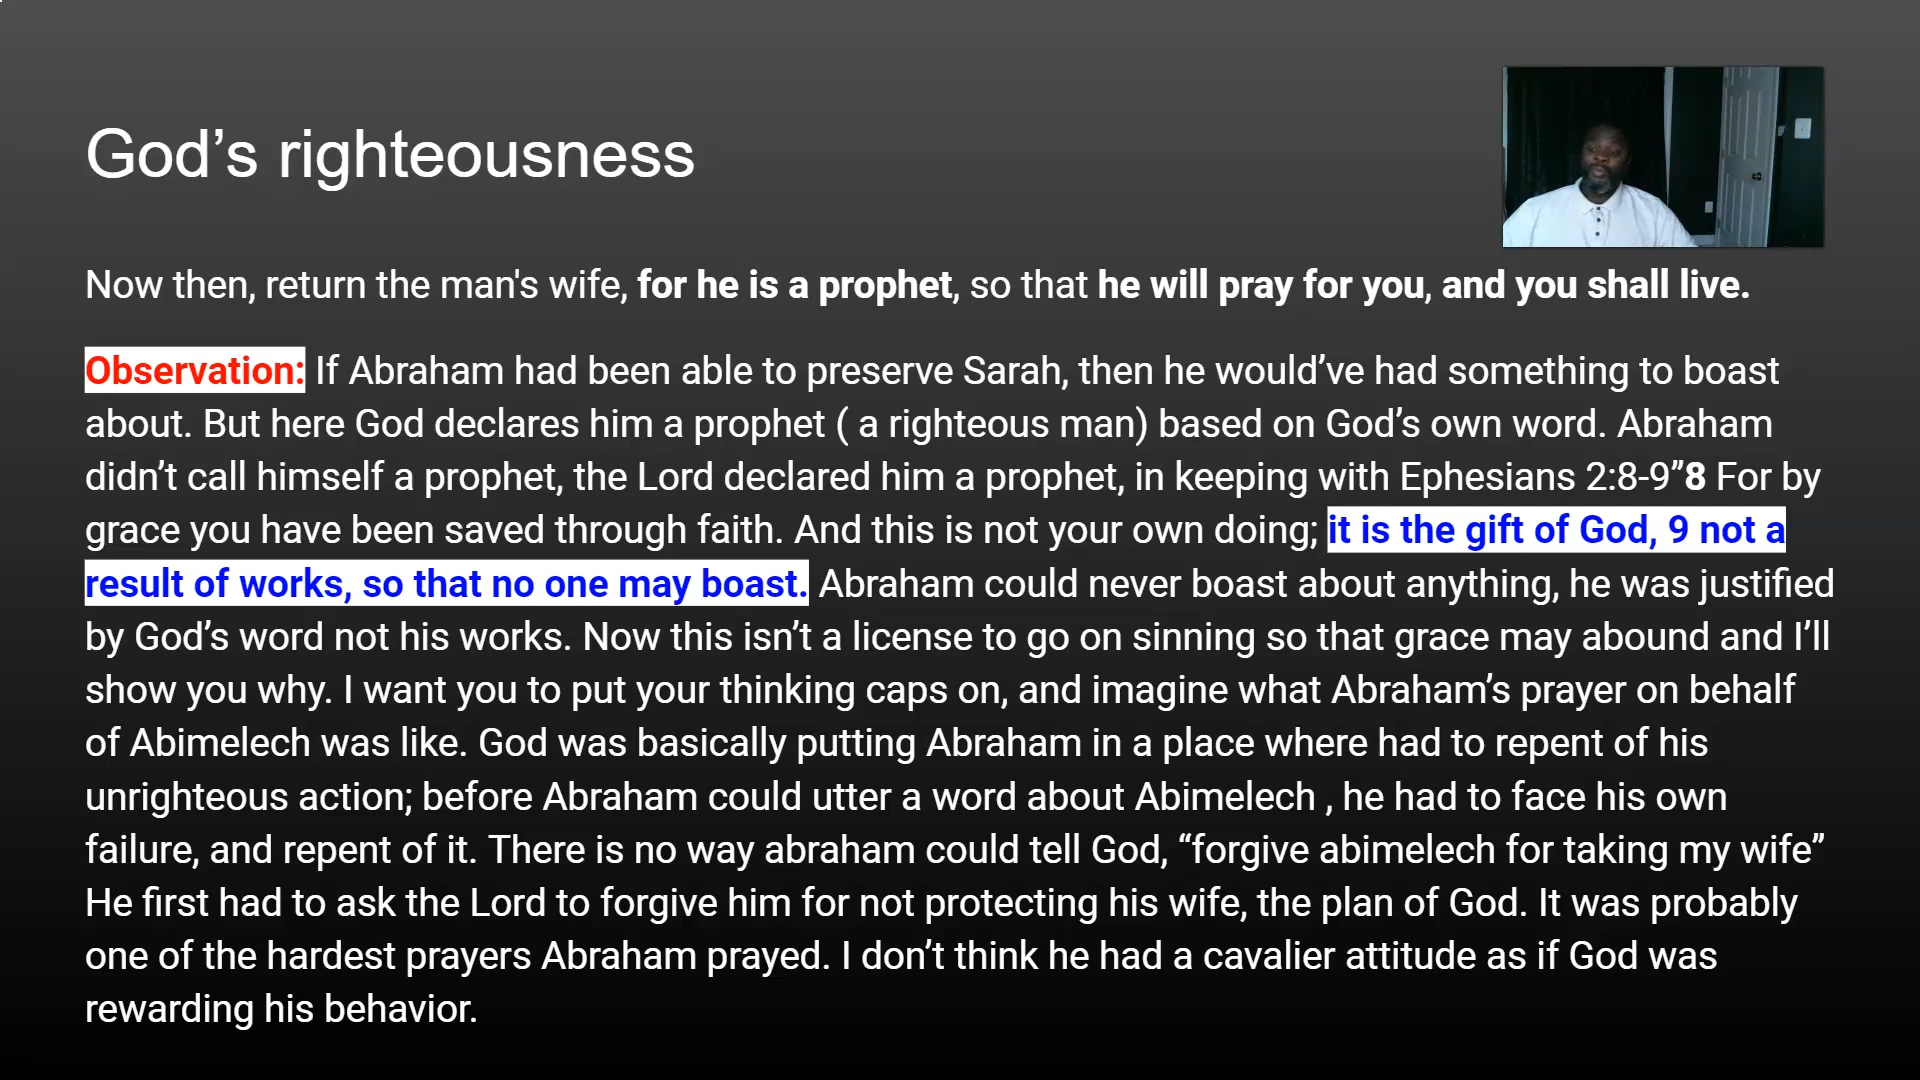 God’s righteousness
Now then, return the man's wife, for he is a prophet, so that he will pray for you, and you shall live.
Observation: If Abraham had been able to preserve Sarah, then he would’ve had something to boast
about. But here God declares him a prophet ( a righteous man) based on God’s own word. Abraham
didn’t call himself a prophet, the Lord declared him a prophet, in keeping with Ephesians 2:8-9”8 For by
grace you have been saved through faith. And this is not your own doing; it is the gift of God, 9 not a
result of works, so that no one may boast. Abraham could never boast about anything, he was justified
by God’s word not his works. Now this isn’t a license to go on sinning so that grace may abound and I’ll
show you why. I want you to put your thinking caps on, and imagine what Abraham’s prayer on behalf
of Abimelech was like. God was basically putting Abraham in a place where had to repent of his
unrighteous action; before Abraham could utter a word about Abimelech , he had to face his own
failure, and repent of it. There is no way abraham could tell God, “forgive abimelech for taking my wife”
He first had to ask the Lord to forgive him for not protecting his wife, the plan of God. It was probably
one of the hardest prayers Abraham prayed. I don’t think he had a cavalier attitude as if God was
rewarding his behavior.